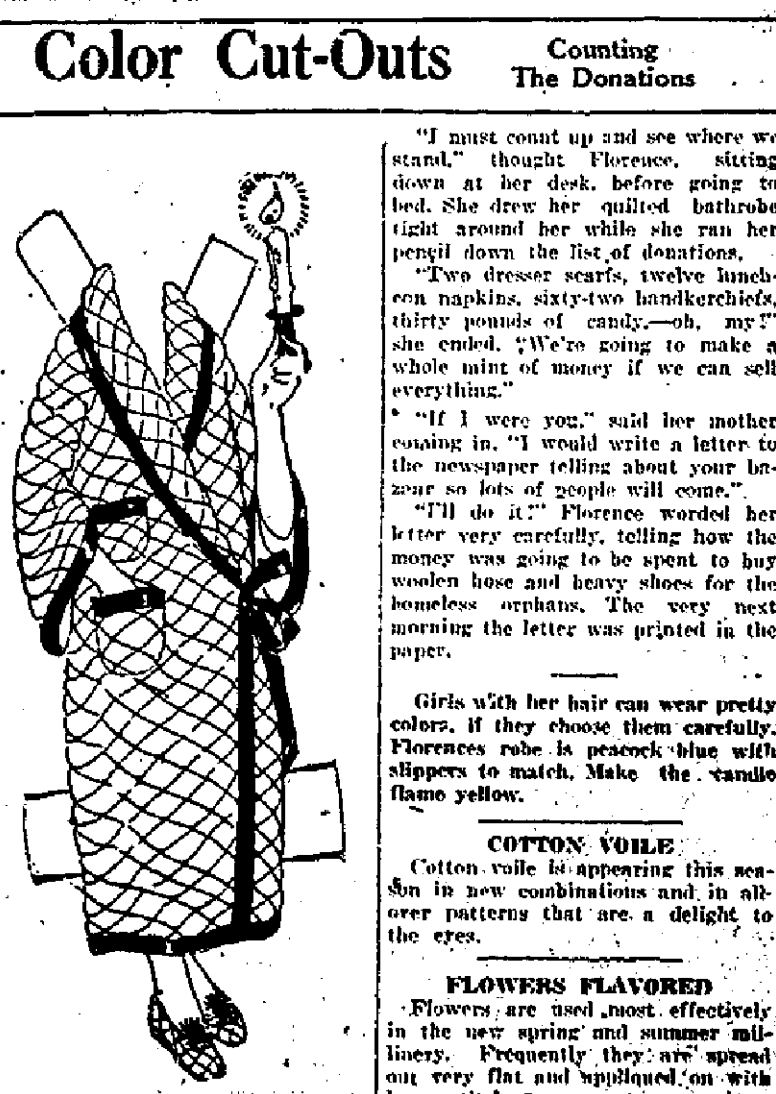 Color Cut-Outs
Counting
The Donations
"I must count up and see where we
stand," thought Florence, sitting
down at her desk, before going to
bed. She drew her quilted bathrobe
tight around her while she ran her
pencil down the list of donations.
"Two dresser scarfs, twelve lunch-
eon napkins, sixty-two handkerchiefs,
thirty pounds of candy,—oh, my!"
she ended. "We're going to make a
whole mint of money if we can sell
everything."
"If I were you," said her mother
coming in, "I would write a letter to
the newspaper telling about your ba-
zaar so lots of people will come."
"I'll do it!" Florence worded her
letter very carefully, telling how the
money was going to be spent to buy
woolen hose and heavy shoes for the
homeless orphans. The very next
morning the letter was printed in the
paper.
Girls with her hair can wear pretty
colors, if they choose them carefully.
Florences robe is peacock blue with
slippers to match. Make the candle
flame yellow.
COTTON VOILE
Cotton voile is appearing this sea-
son in new combinations and in all-
over patterns that are a delight to
the eyes.
FLOWERS FLAVORED
Flowers are used most effectively
in the new spring and summer mil-
linery. Frequently they are spread
out very flat and appliqued on with